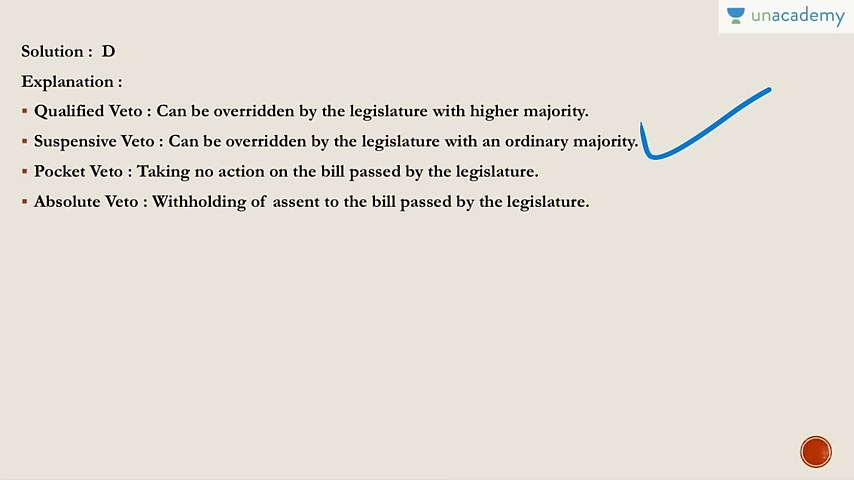 unacademy
Solution : D
Explanation :
▪ Qualified Veto : Can be overridden by the legislature with higher majority.
▪ Suspensive Veto : Can be overridden by the legislature with an ordinary majority.
▪ Pocket Veto : Taking no action on the bill passed by the legislature.
▪ Absolute Veto : Withholding of assent to the bill passed by the legislature.